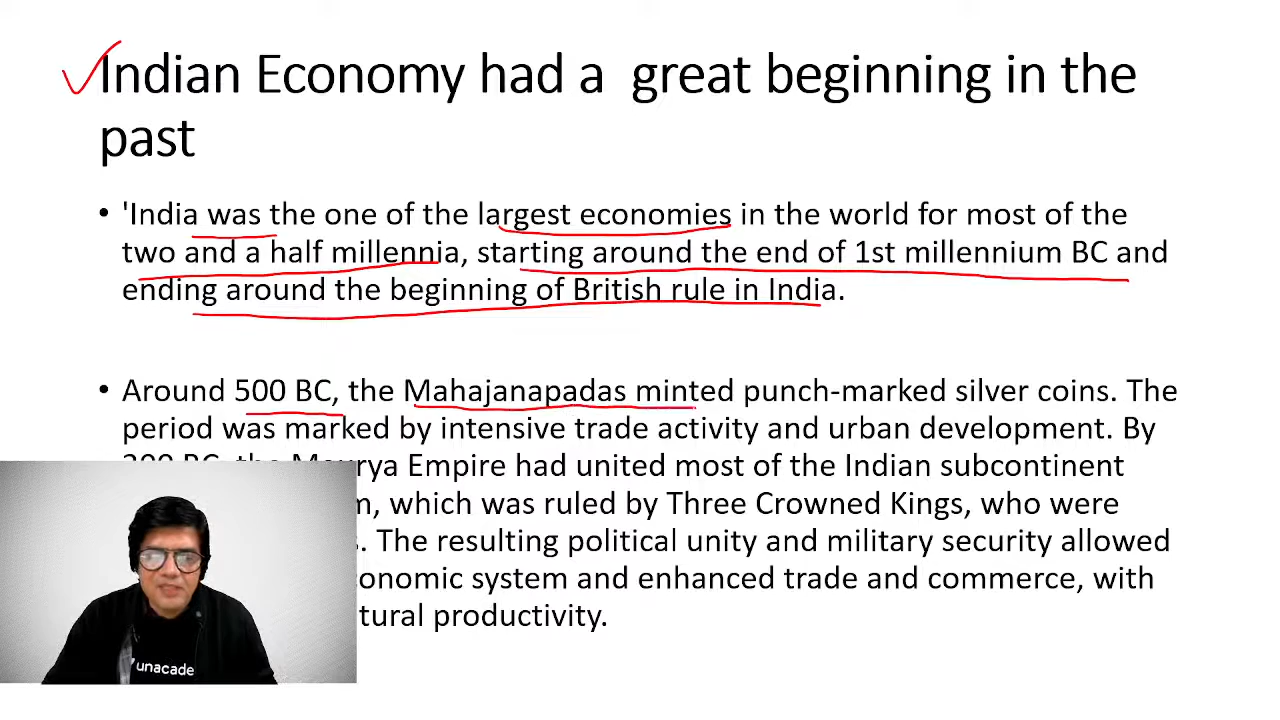 Indian Economy had a great beginning in the
past
• 'India was the one of the largest economies in the world for most of the
two and a half millennia, starting around the end of 1st millennium BC and
ending around the beginning of British rule in India.
• Around 500 BC, the Mahajanapadas minted punch-marked silver coins. The
period was marked by intensive trade activity and urban development. By
the Maurya Empire had united most of the Indian subcontinent
which was ruled by Three Crowned Kings, who were
The resulting political unity and military security allowed
system and enhanced trade and commerce, with
productivity.
unacade